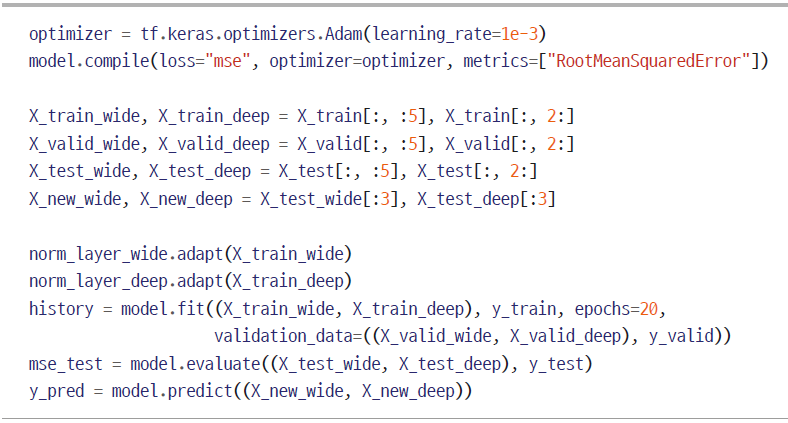 optimizer = tf.keras.optimizers.Adam(learning_rate=1e-3)
model.compile(loss="mse", optimizer=optimizer, metrics=["RootMeanSquaredError"])

X_train_wide, X_train_deep = X_train[:, :5], X_train[:, 2:]
X_valid_wide, X_valid_deep = X_valid[:, :5], X_valid[:, 2:]
X_test_wide, X_test_deep = X_test[:, :5], X_test[:, 2:]
X_new_wide, X_new_deep = X_test_wide[:3], X_test_deep[:3]

norm_layer_wide.adapt(X_train_wide)
norm_layer_deep.adapt(X_train_deep)
history = model.fit((X_train_wide, X_train_deep), y_train, epochs=20,
                    validation_data=((X_valid_wide, X_valid_deep), y_valid))
mse_test = model.evaluate((X_test_wide, X_test_deep), y_test)
y_pred = model.predict((X_new_wide, X_new_deep))